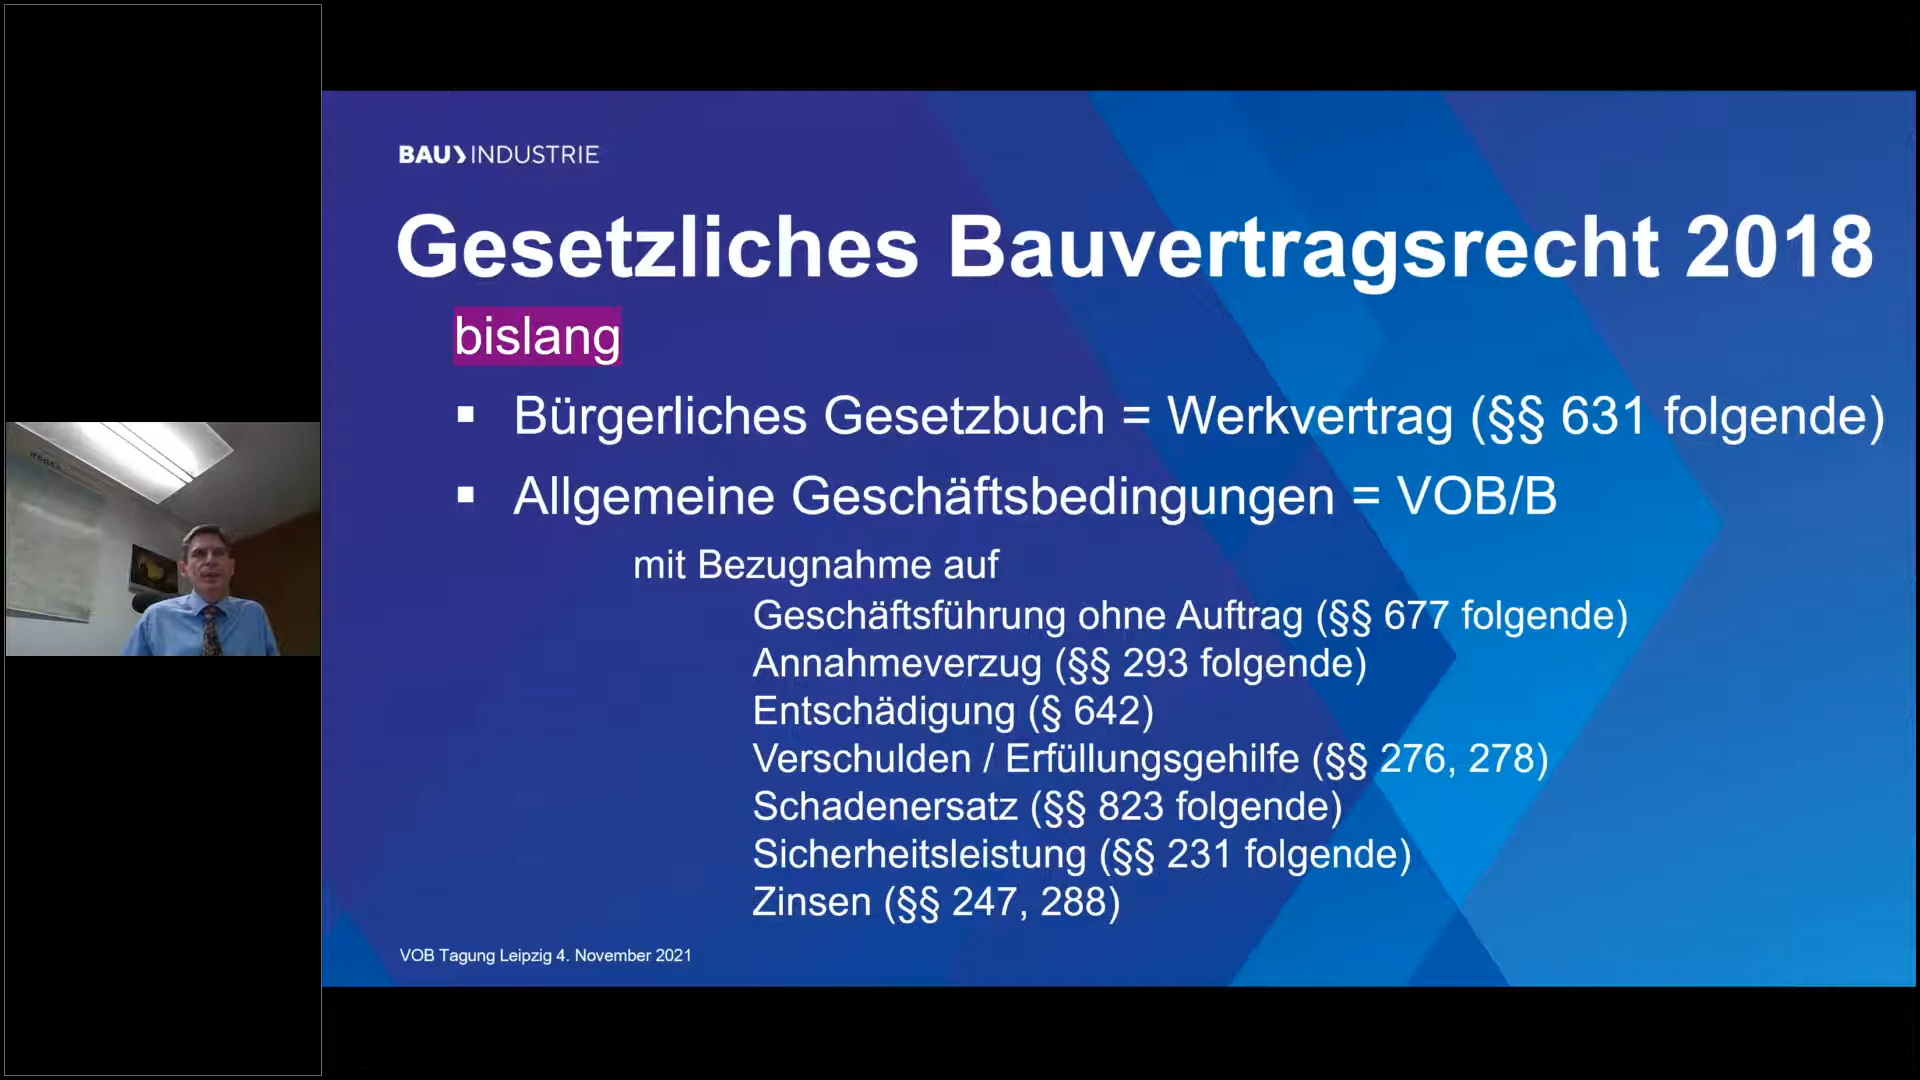 BAU INDUSTRIE
Gesetzliches Bauvertragsrecht 2018
bislang
▪ Bürgerliches Gesetzbuch = Werkvertrag (§§ 631 folgende)
▪ Allgemeine Geschäftsbedingungen = VOB/B
mit Bezugnahme auf
Geschäftsführung ohne Auftrag (§§ 677 folgende)
Annahmeverzug (§§ 293 folgende)
Entschädigung (§ 642)
Verschulden / Erfüllungsgehilfe (§§ 276, 278)
Schadenersatz (§§ 823 folgende)
Sicherheitsleistung (§§ 231 folgende)
Zinsen (§§ 247, 288)
VOB Tagung Leipzig 4. November 2021